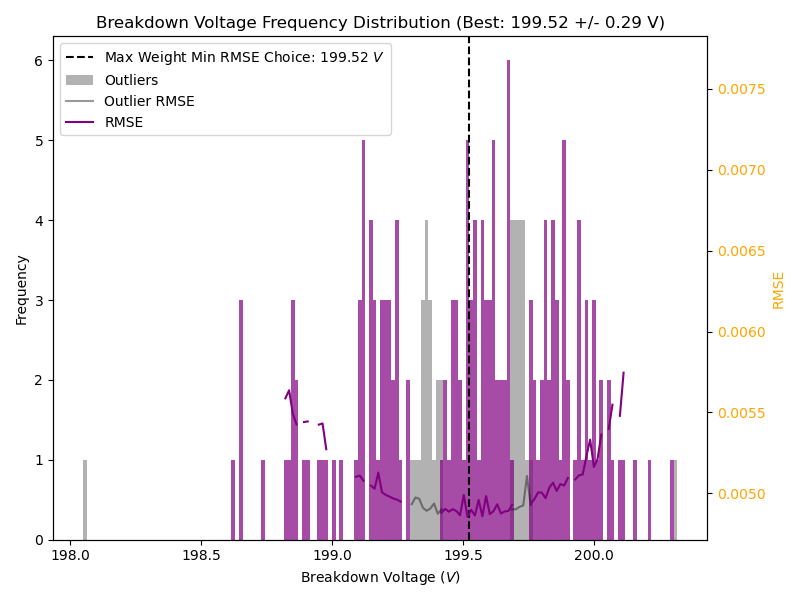 Breakdown Voltage Frequency Distribution (Best: 199.52 +/- 0.29 V)
Max Weight Min RMSE Choice: 199.52 V
Outliers
Outlier RMSE
RMSE
Frequency
6
5
4
3
2
1
0
0.0075
0.0070
0.0065
0.0060
0.0055
0.0050
RMSE
198.0 198.5 199.0 199.5 200.0
Breakdown Voltage (V)